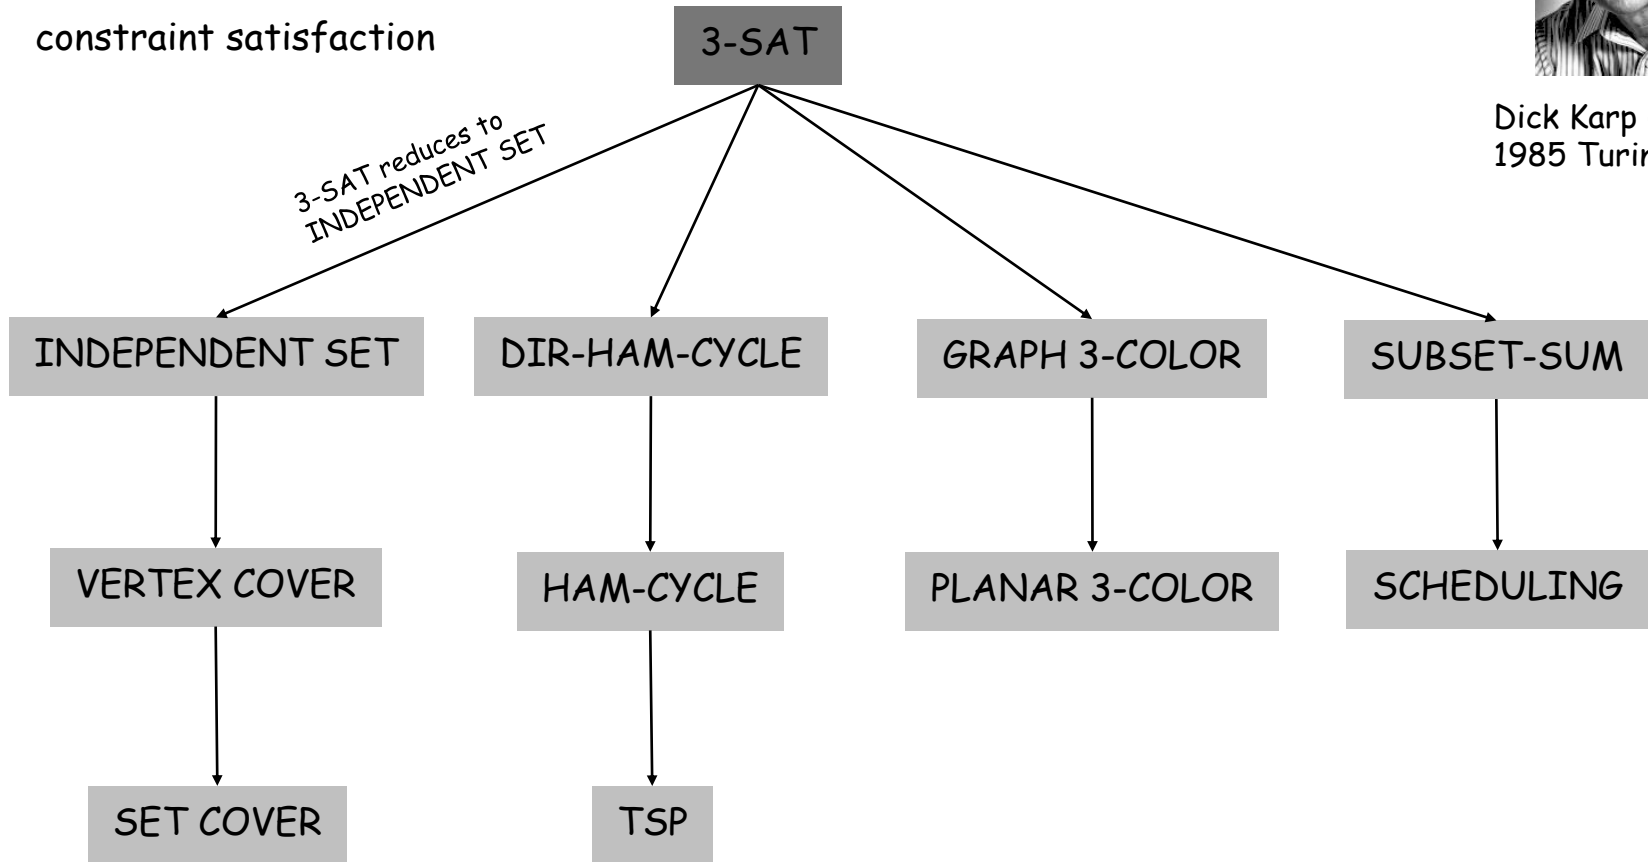 constraint satisfaction
3-SAT
Dick Karp
1985
3-SAT reduces to
INDEPENDENT SET
INDEPENDENT SET
DIR-HAM-CYCLE
GRAPH 3-COLOR
SUBSET-SUM
VERTEX COVER
HAM-CYCLE
PLANAR 3-COLOR
SCHEDULING
SET COVER
TSP